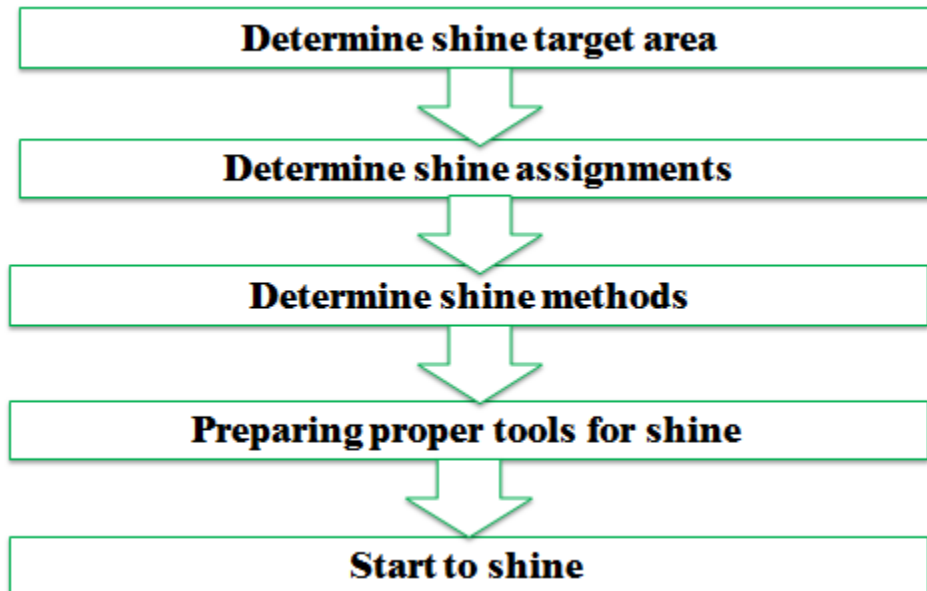 Determine shine target area
Determine shine assignments
Determine shine methods
Preparing proper tools for shine
Start to shine